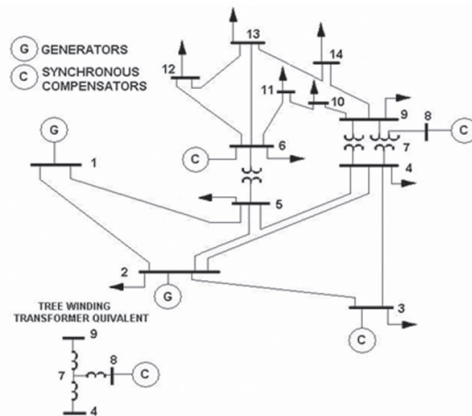 G GENERATORS
C SYNCHRONOUS
COMPENSATORS
13
14
12
11
10
9
8
C
G
C
6
7
1
4
5
2
G
3
C
TREE WINDING
TRANSFORMER QUIVALENT
9
8
7
C
4